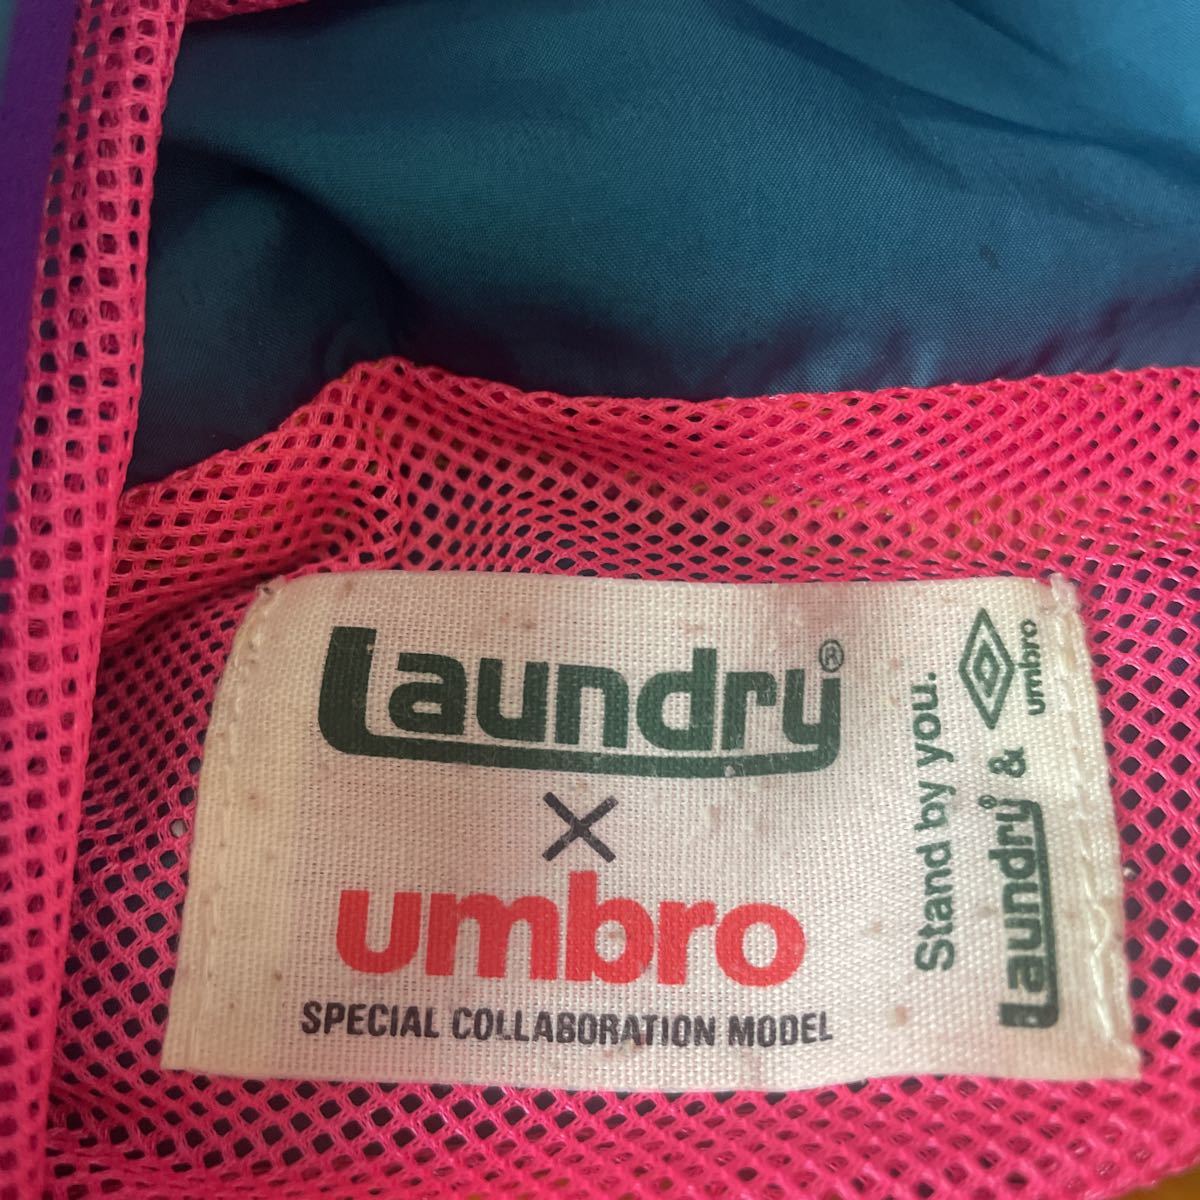 Laundry®
×
umbro
SPECIAL COLLABORATION MODEL
Stand by you.
Laundry® & umbro